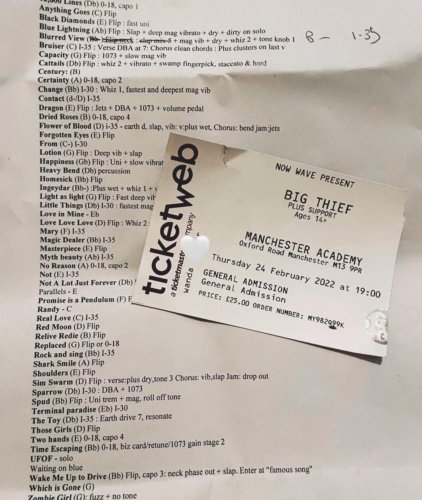 Lines (D) 0-18, capo 1
Anything Goes (C) Flip
Black Diamonds (E) Flip : fast uni
Blue Lightning (Ab) Flip : Slap + deep mag vibrato + dry + dirty on solo
Blurred View + mag vib + dry + whiz 2 + tone knob 1 B - 1-35
Bruiser (C) I-35 : Verse DBA at 7: Chorus clean chords : Plus clusters on last v
Capacity (G) Flip : 1073 + slow mag vib
Cattails (Db) Flip : whiz 2 + vibrato + swamp fingerpick, staccato & hard
Century: (B)
Certainty (A) 0-18, capo 2
Change (Bb) 1-30 : Whiz 1, fastest and deepest mag vib
Contact (d-/D) I-35
Dragon (E) Flip : Jets + DBA + 1073 + volume pedal
Dried Roses (B) 0-18, capo 4
Flower of Blood (D) i-35 - earth d, slap, vib: v:plus wet, Chorus: bend jam:jets
Forgotten Eyes (E) Flip
From (C-) I-30
Lotion (G) Flip : Deep vib + slap
Happiness (Gb) Flip : Uni + slow vibrat
Heavy Bend (Db) percussion
Homesick (Bb) Flip
Ingeydar (Bb-) :Plus wet + whiz 1 +
Light as flight (G) Flip : Fast deep vib
Little Things (Db) I-30 : fastest mag
Love in Mine - Eb
Love Love Love (D) Flip : Whiz 2
Mary (F) I-35
Magic Dealer (Bb) I-35
Masterpiece (E) Flip
Myth beauty (Ab) I-35
No Reason (A) 0-18, capo 2
Not (E) I-35
Not A Lot Just Forever (Db)
Parallels - E
Promise is a Pendulum (F)
Randy - C
Real Love (C) I-35
Red Moon (D) Flip
Relive Redie (B) Flip
Replaced (G) Flip or 0-18
Rock and sing (Bb) I-35
Shark Smile (A) Flip
Shoulders (E) Flip
Sim Swarm (D) Flip : verse:plus dry,tone 3 Chorus: vib,slap Jam: drop out
Sparrow (Db) I-30 : DBA + 1073
Spud (Bb) Flip : Uni trem + mag, roll off tone
Terminal paradise (Eb) I-30
The Toy (Db) I-35 : Earth drive 7, resonate
Those Girls (D) Flip
Two hands (E) 0-18, capo 4
Time Escaping (Bb) 0-18, biz card/retune/1073 gain stage 2
UFOF - solo
Waiting on blue
Wake Me Up to Drive (Bb) Flip, capo 3: neck phase out + slap. Enter at "famous song"
Which is Gone (G)
Zombie Girl (G): fuzz + no tone
ticketweb
a ticketmaster company
wanda
NOW WAVE PRESENT
BIG THIEF
PLUS SUPPORT
Ages 14+
MANCHESTER ACADEMY
Oxford Road Manchester M13 9PR
Thursday 24 February 2022 at 19:00
GENERAL ADMISSION
General Admission
PRICE: £25.00 ORDER NUMBER: